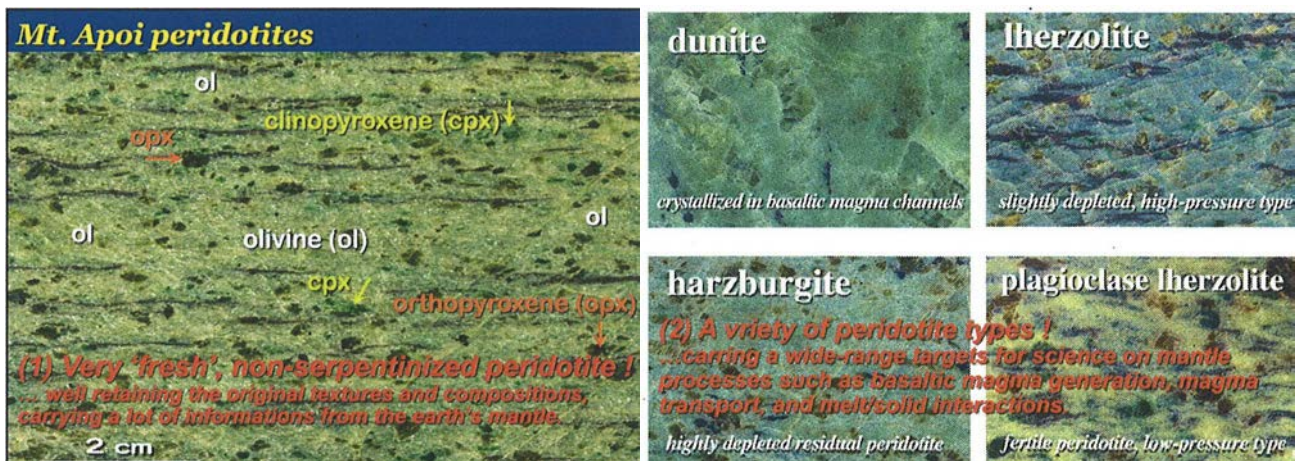 Mt. Apoi peridotites
ol
clinopyroxene (cpx)
opx
ol
ol
olivine (ol)
cpx
orthopyroxene (opx)
(1) Very 'fresh', non-serpentinized peridotite !
... well retaining the original textures and compositions,
carrying a lot of informations from the earth's mantle.
2 cm
dunite
crystallized in basaltic magma channels
lherzolite
slightly depleted, high-pressure type
harzburgite
plagioclase lherzolite
(2) A vriety of peridotite types !
...carring a wide-range targets for science on mantle
processes such as basaltic magma generation, magma
transport, and melt/solid interactions.
highly depleted residual peridotite
fertile peridotite, low-pressure type